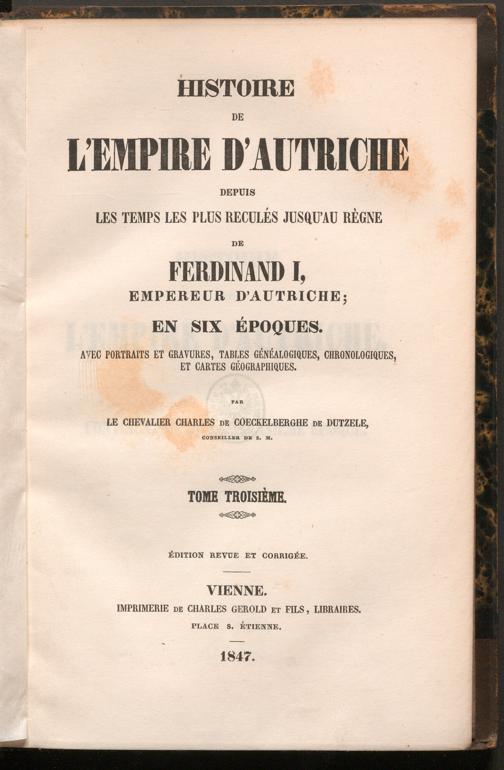 HISTOIRE
DE
L'EMPIRE D'AUTRICHE
DEPUIS
LES TEMPS LES PLUS RECULÉS JUSQU'AU RÈGNE
DE
FERDINAND I,
EMPEREUR D'AUTRICHE;
EN SIX ÉPOQUES.
AVEC PORTRAITS ET GRAVURES, TABLES GÉNÉALOGIQUES, CHRONOLOGIQUES,
ET CARTES GÉOGRAPHIQUES.
PAR
LE CHEVALIER CHARLES DE COECKELBERGHE DE DUTZELE,
CONSEILLER DE S. M.
TOME TROISIÈME.
ÉDITION REVUE ET CORRIGÉE.
VIENNE.
IMPRIMERIE DE CHARLES GEROLD ET FILS, LIBRAIRES.
PLACE S. ÉTIENNE.
1847.